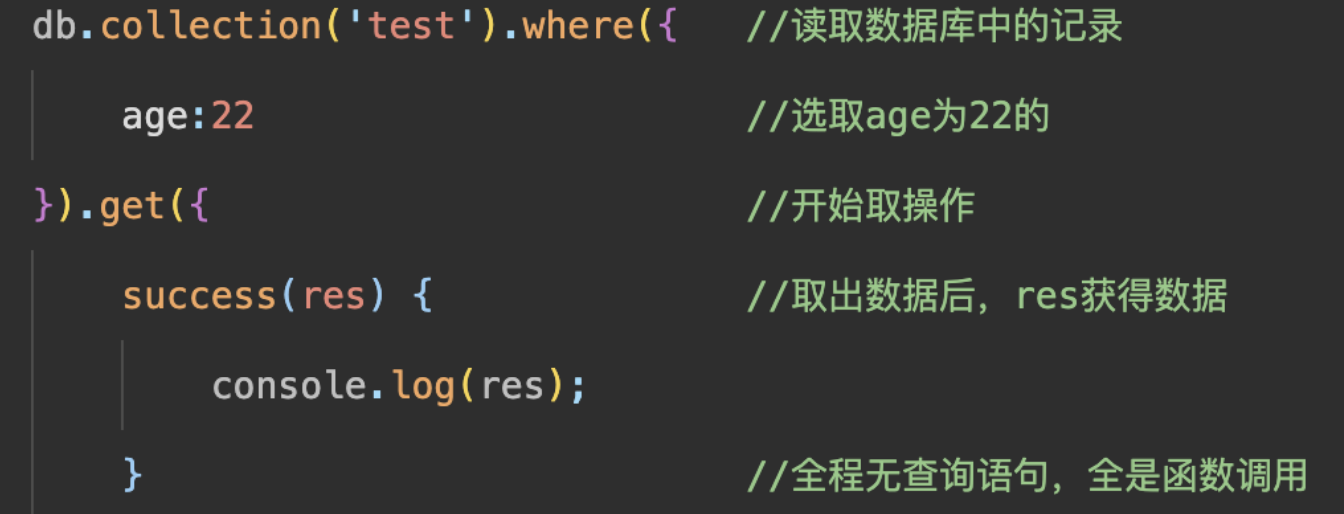 db.collection('test').where({ //读取数据库中的记录
age:22 //选取age为22的
}).get({ //开始取操作
success(res) { //取出数据后，res获得数据
console.log(res);
} //全程无查询语句，全是函数调用